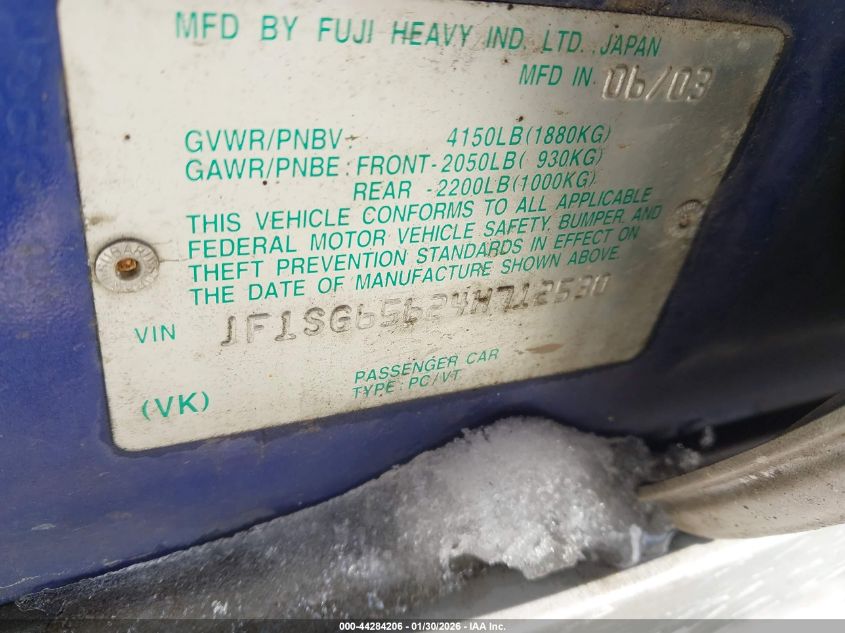 MFD BY FUJI HEAVY IND. LTD. JAPAN
MFD IN 06/03
GVWR/PNBV: 4150LB(1880KG)
GAWR/PNBE: FRONT-2050LB( 930KG)
REAR -2200LB(1000KG)
THIS VEHICLE CONFORMS TO ALL APPLICABLE
FEDERAL MOTOR VEHICLE SAFETY, BUMPER, AND
THEFT PREVENTION STANDARDS IN EFFECT ON
THE DATE OF MANUFACTURE SHOWN ABOVE.
VIN JF1SG65624H712530
PASSENGER CAR
TYPE: PC/VT
(VK)
000-44284206 - 01/30/2026 - IAA Inc.